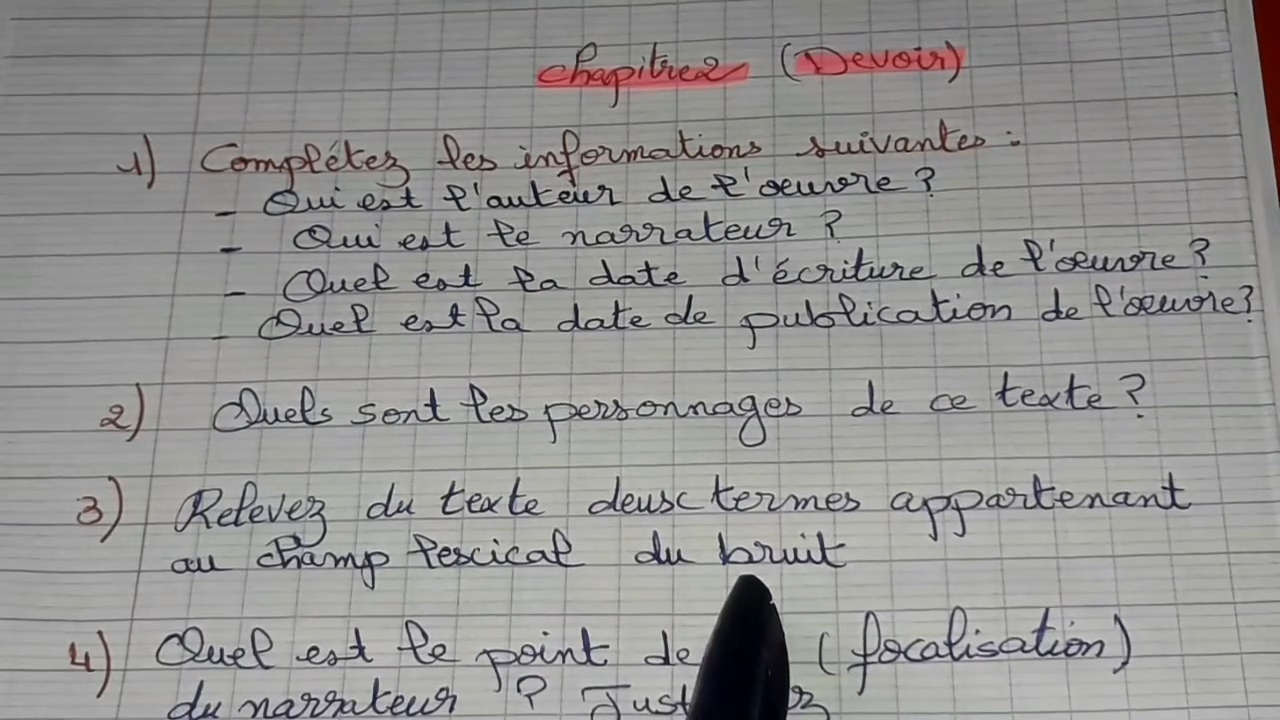 Chapitre2 (Devoir)
1) Complétez les informations suivantes :
- Qui est l'auteur de l'oeuvre ?
- Qui est le narrateur ?
- Quel est la date d'écriture de l'oeuvre ?
- Quel est la date de publication de l'oeuvre ?
2) Quels sont les personnages de ce texte ?
3) Relevez du texte deux termes appartenant
au champ lexical du bruit
4) Quel est le point de (focalisation)
du narrateur ?